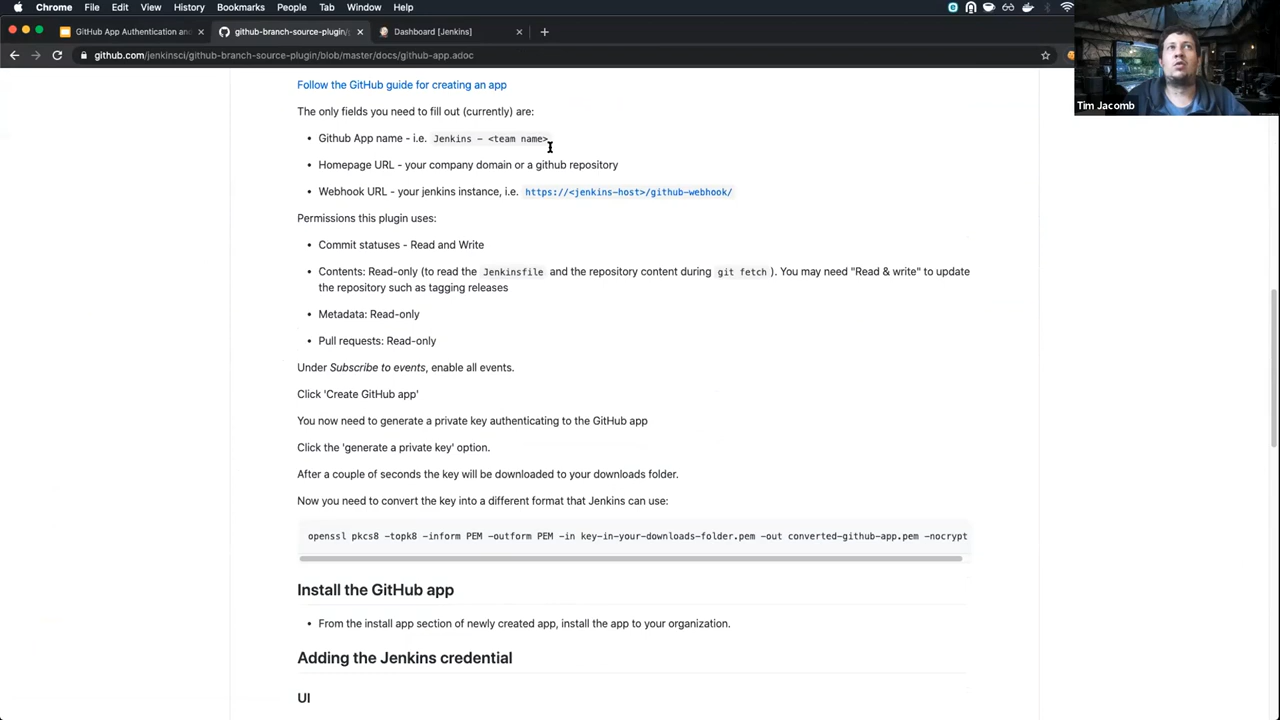 Chrome File Edit View History Bookmarks People Tab Window Help
GitHub App Authentication and
github-branch-source-plugin/
Dashboard [Jenkins]
github.com/jenkinsci/github-branch-source-plugin/blob/master/docs/github-app.adoc
Tim Jacomb
Follow the GitHub guide for creating an app
The only fields you need to fill out (currently) are:
• Github App name - i.e. Jenkins - <team name>
• Homepage URL - your company domain or a github repository
• Webhook URL - your jenkins instance, i.e. https://<jenkins-host>/github-webhook/
Permissions this plugin uses:
• Commit statuses - Read and Write
• Contents: Read-only (to read the Jenkinsfile and the repository content during git fetch ). You may need "Read & write" to update
the repository such as tagging releases
• Metadata: Read-only
• Pull requests: Read-only
Under Subscribe to events, enable all events.
Click 'Create GitHub app'
You now need to generate a private key authenticating to the GitHub app
Click the 'generate a private key' option.
After a couple of seconds the key will be downloaded to your downloads folder.
Now you need to convert the key into a different format that Jenkins can use:
openssl pkcs8 -topk8 -inform PEM -outform PEM -in key-in-your-downloads-folder.pem -out converted-github-app.pem -nocrypt
Install the GitHub app
• From the install app section of newly created app, install the app to your organization.
Adding the Jenkins credential
UI